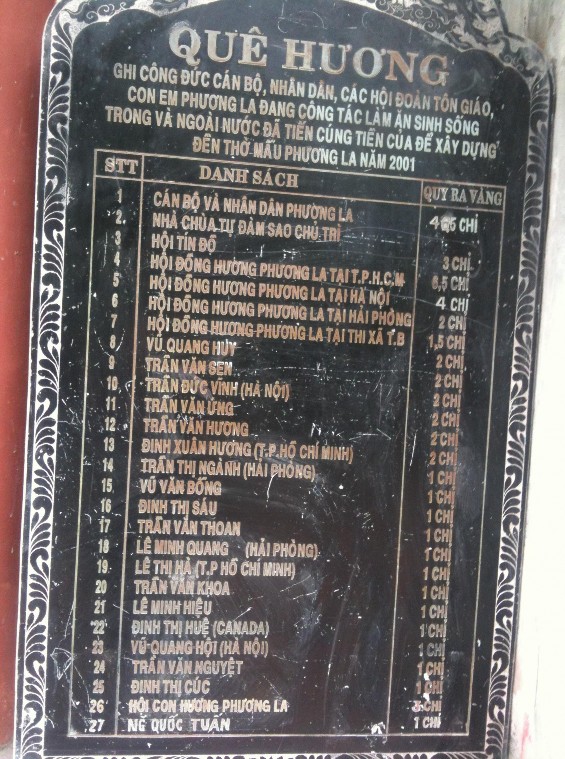 QUÊ HƯƠNG
GHI CÔNG ĐỨC CÁN BỘ, NHÂN DÂN, CÁC HỘI ĐOÀN TÔN GIÁO,
CON EM PHƯƠNG LA ĐANG CÔNG TÁC LÀM ĂN SINH SỐNG
TRONG VÀ NGOÀI NƯỚC ĐÃ TIẾN CÚNG TIỀN CỦA ĐỂ XÂY DỰNG
ĐỀN THỜ MẪU PHƯƠNG LA NĂM 2001
STT DANH SÁCH QUY RA VÀNG
1 CÁN BỘ VÀ NHÂN DÂN PHƯỜNG LA CHỈ
2 NHÀ CHÙA TỰ ĐÀM SAO CHỦ TRÌ
3 HỘI TÍN ĐỒ 3 CHỈ
4 HỘI ĐỒNG HƯƠNG PHƯƠNG LA TẠI T.P.H.C.M 6,5 CHỈ
5 HỘI ĐỒNG HƯƠNG PHƯƠNG LA TẠI HÀ NỘI 4 CHỈ
6 HỘI ĐỒNG HƯƠNG PHƯƠNG LA TẠI HẢI PHÒNG 2 CHỈ
7 HỘI ĐỒNG HƯƠNG PHƯƠNG LA TẠI THỊ XÃ T.B 1,5 CHỈ
8 VŨ QUANG HUY 2 CHỈ
9 TRẦN VĂN SEN 2 CHỈ
10 TRẦN ĐỨC VĨNH (HÀ NỘI) 2 CHỈ
11 TRẦN VĂN ỨNG 2 CHỈ
12 TRẦN VĂN HƯƠNG 2 CHỈ
13 ĐINH XUÂN HƯỚNG (T.P.HỒ CHÍ MINH) 2 CHỈ
14 TRẦN THỊ NGÀNH (HẢI PHÒNG) 1 CHỈ
15 VŨ VĂN BỔNG 1 CHỈ
16 ĐINH THỊ SÁU 1 CHỈ
17 TRẦN VĂN THOAN 1 CHỈ
18 LÊ MINH QUANG (HẢI PHÒNG) 1 CHỈ
19 LÊ THỊ HÀ (T.P HỒ CHÍ MINH) 1 CHỈ
20 TRẦN VĂN KHOA 1 CHỈ
21 LÊ MINH HIỆU 1 CHỈ
22 ĐINH THỊ HUỆ (CANADA) 1 CHỈ
23 VŨ QUANG HỢI (HÀ NỘI) 1 CHỈ
24 TRẦN VĂN NGUYỆT 1 CHỈ
25 ĐINH THỊ CÚC 1 CHỈ
26 HỘI CON HƯƠNG PHƯƠNG LA 3 CHỈ
27 NG QUỐC TUẤN 1 CHỈ